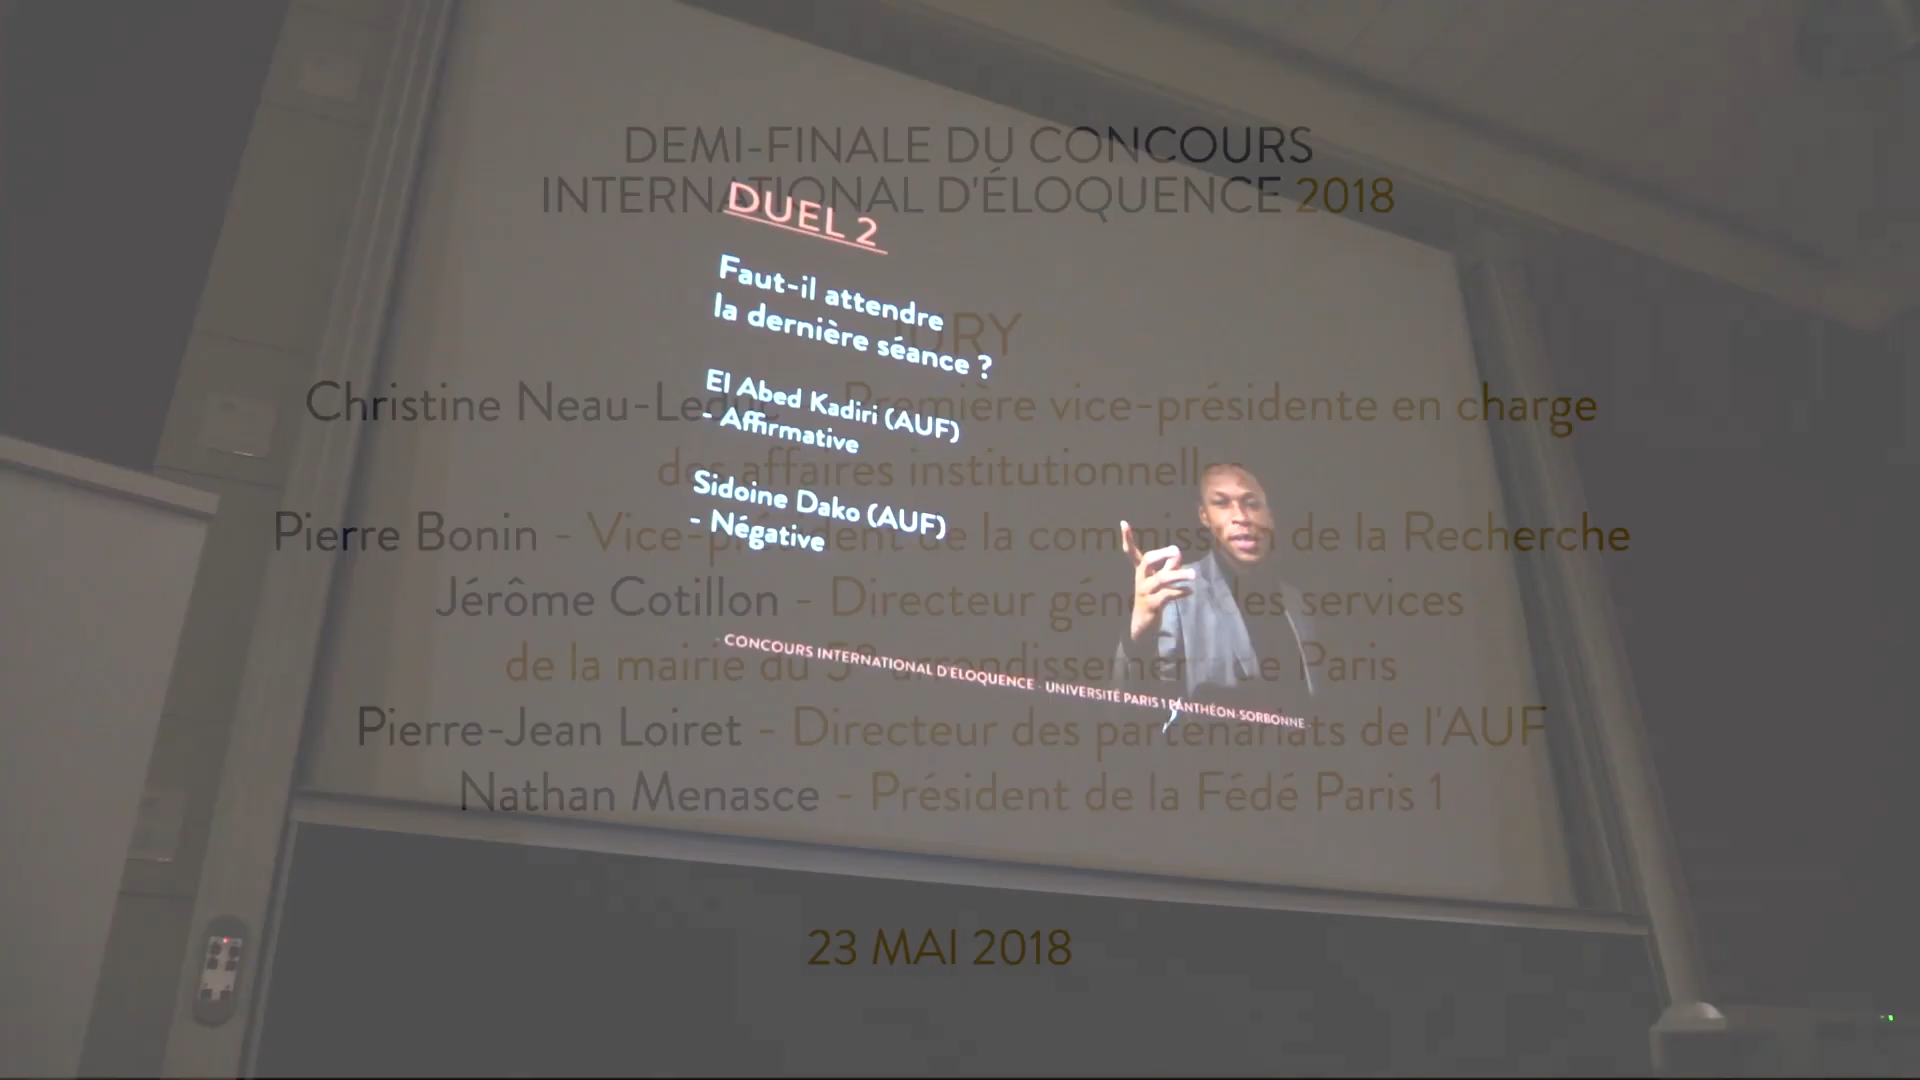 DEMI-FINALE DU CONCOURS
INTERNATIONAL D'ÉLOQUENCE 2018
JURY
Christine Neau-Leduc - Première vice-présidente en charge
des affaires institutionnelles
Pierre Bonin - Vice-président de la commission de la Recherche
Jérôme Cotillon - Directeur général des services
de la mairie du 5e arrondissement de Paris
Pierre-Jean Loiret - Directeur des partenariats de l'AUF
Nathan Menasce - Président de la Fédé Paris 1
23 MAI 2018
DUEL 2
Faut-il attendre
la dernière séance ?
El Abed Kadiri (AUF)
- Affirmative
Sidoine Dako (AUF)
- Négative
- CONCOURS INTERNATIONAL D'ÉLOQUENCE - UNIVERSITÉ PARIS 1 PANTHÉON-SORBONNE